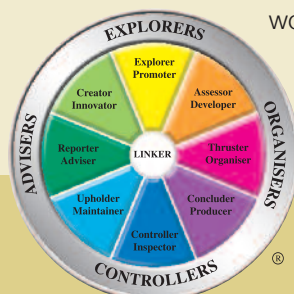 EXPLORERS
wo
Explorer
Promoter
Creator
Innovator
Assessor
Developer
ADVISERS
ORGANISERS
Reporter
Adviser
LINKER
Thruster
Organiser
Upholder
Maintainer
Concluder
Producer
Controller
Inspector
CONTROLLERS
®